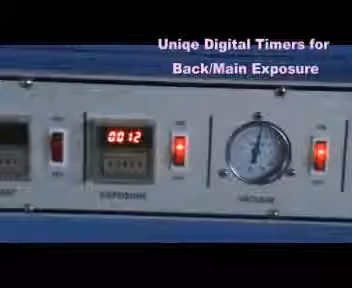 Uniqe Digital Timers for
Back/Main Exposure
0012
EXPOSURE
VACUUM